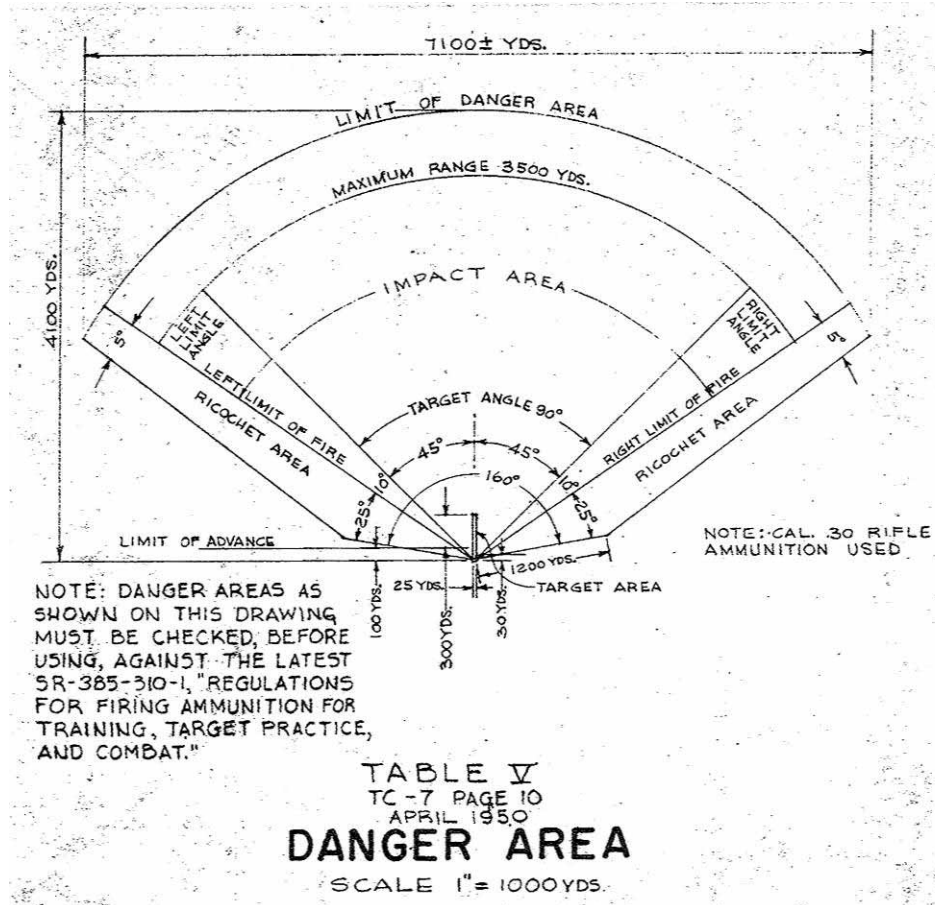 7100± YDS.
LIMIT OF DANGER AREA
MAXIMUM RANGE 3500 YDS.
IMPACT AREA
4100 YDS.
LEFT
LIMIT
ANGLE
RIGHT
LIMIT
ANGLE
5°
5°
LEFT LIMIT OF FIRE
RIGHT LIMIT OF FIRE
RICOCHET AREA
RICOCHET AREA
TARGET ANGLE 90°
45°
45°
10°
10°
160°
25°
25°
LIMIT OF ADVANCE
1200 YDS.
TARGET AREA
25 YDS.
100 YDS.
300 YDS.
30 YDS.
NOTE: CAL. .30 RIFLE
AMMUNITION USED
NOTE: DANGER AREAS AS
SHOWN ON THIS DRAWING
MUST BE CHECKED, BEFORE
USING, AGAINST THE LATEST
SR-385-310-1, "REGULATIONS
FOR FIRING AMMUNITION FOR
TRAINING, TARGET PRACTICE,
AND COMBAT."
TABLE V
TC-7 PAGE 10
APRIL 1950
DANGER AREA
SCALE 1"= 1000 YDS.